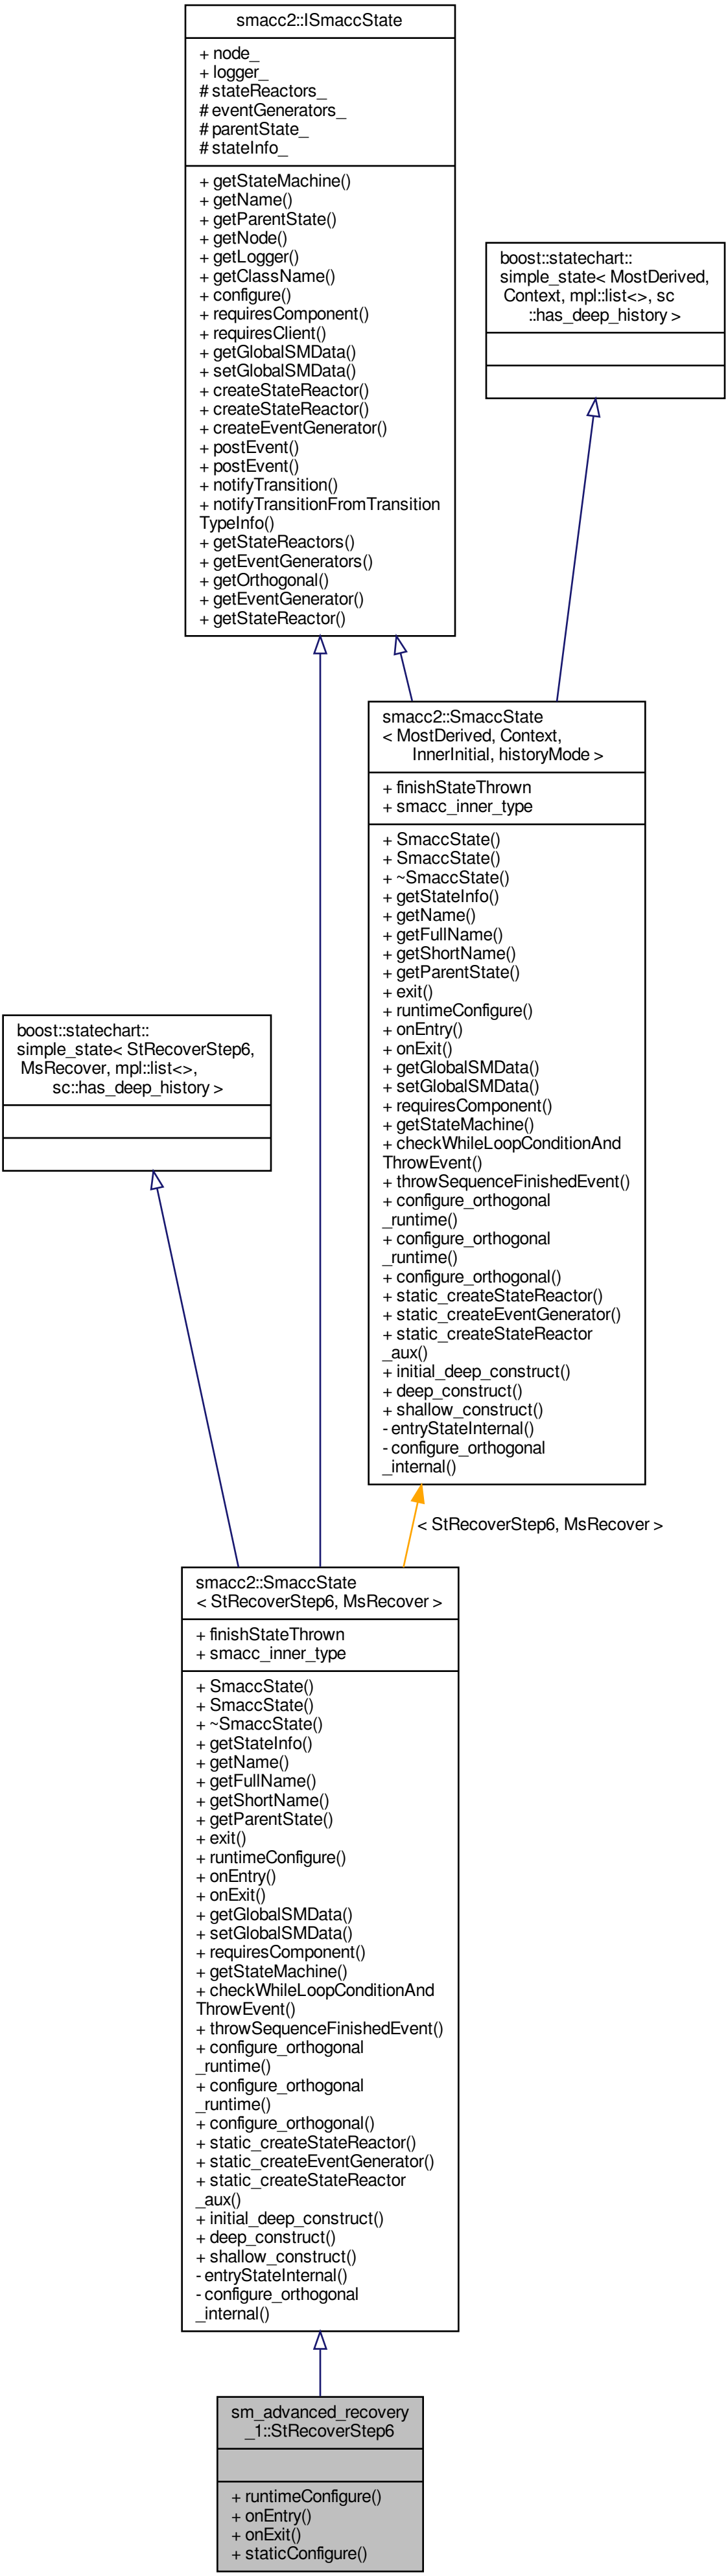 smacc2::ISmaccState
+ node_
+ logger_
# stateReactors_
# eventGenerators_
# parentState_
# stateInfo_
+ getStateMachine()
+ getName()
+ getParentState()
+ getNode()
+ getLogger()
+ getClassName()
+ configure()
+ requiresComponent()
+ requiresClient()
+ getGlobalSMData()
+ setGlobalSMData()
+ createStateReactor()
+ createStateReactor()
+ createEventGenerator()
+ postEvent()
+ postEvent()
+ notifyTransition()
+ notifyTransitionFromTransition
TypeInfo()
+ getStateReactors()
+ getEventGenerators()
+ getOrthogonal()
+ getEventGenerator()
+ getStateReactor()
boost::statechart::
simple_state< MostDerived,
Context, mpl::list<>, sc
::has_deep_history >
smacc2::SmaccState
< MostDerived, Context,
InnerInitial, historyMode >
+ finishStateThrown
+ smacc_inner_type
+ SmaccState()
+ SmaccState()
+ ~SmaccState()
+ getStateInfo()
+ getName()
+ getFullName()
+ getShortName()
+ getParentState()
+ exit()
+ runtimeConfigure()
+ onEntry()
+ onExit()
+ getGlobalSMData()
+ setGlobalSMData()
+ requiresComponent()
+ getStateMachine()
+ checkWhileLoopConditionAnd
ThrowEvent()
+ throwSequenceFinishedEvent()
+ configure_orthogonal
_runtime()
+ configure_orthogonal
_runtime()
+ configure_orthogonal()
+ static_createStateReactor()
+ static_createEventGenerator()
+ static_createStateReactor
_aux()
+ initial_deep_construct()
+ deep_construct()
+ shallow_construct()
- entryStateInternal()
- configure_orthogonal
_internal()
boost::statechart::
simple_state< StRecoverStep6,
MsRecover, mpl::list<>,
sc::has_deep_history >
< StRecoverStep6, MsRecover >
smacc2::SmaccState
< StRecoverStep6, MsRecover >
+ finishStateThrown
+ smacc_inner_type
+ SmaccState()
+ SmaccState()
+ ~SmaccState()
+ getStateInfo()
+ getName()
+ getFullName()
+ getShortName()
+ getParentState()
+ exit()
+ runtimeConfigure()
+ onEntry()
+ onExit()
+ getGlobalSMData()
+ setGlobalSMData()
+ requiresComponent()
+ getStateMachine()
+ checkWhileLoopConditionAnd
ThrowEvent()
+ throwSequenceFinishedEvent()
+ configure_orthogonal
_runtime()
+ configure_orthogonal
_runtime()
+ configure_orthogonal()
+ static_createStateReactor()
+ static_createEventGenerator()
+ static_createStateReactor
_aux()
+ initial_deep_construct()
+ deep_construct()
+ shallow_construct()
- entryStateInternal()
- configure_orthogonal
_internal()
sm_advanced_recovery
_1::StRecoverStep6
+ runtimeConfigure()
+ onEntry()
+ onExit()
+ staticConfigure()